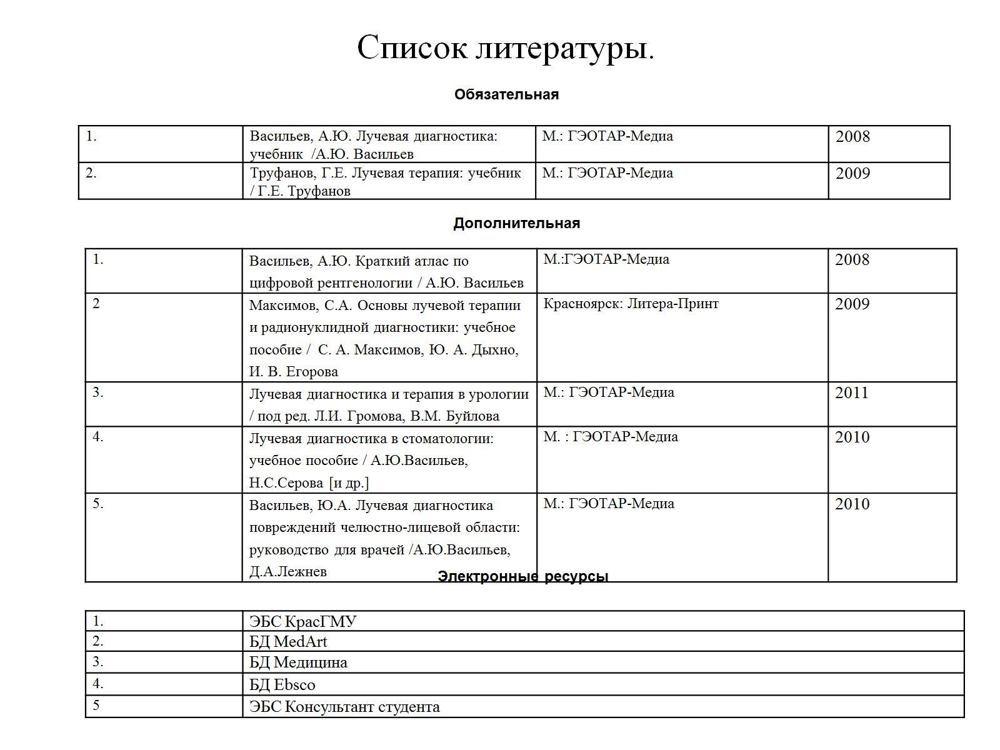 Список литературы.
Обязательная
1.
Васильев, А.Ю. Лучевая диагностика:
учебник /А.Ю. Васильев
М.: ГЭОТАР-Медиа
2008
2.
Труфанов, Г.Е. Лучевая терапия: учебник
/ Г.Е. Труфанов
М.: ГЭОТАР-Медиа
2009
Дополнительная
1.
Васильев, А.Ю. Краткий атлас по
цифровой рентгенологии / А.Ю. Васильев
М.:ГЭОТАР-Медиа
2008
2
Максимов, С.А. Основы лучевой терапии
и радионуклидной диагностики: учебное
пособие / С. А. Максимов, Ю. А. Дыхно,
И. В. Егорова
Красноярск: Литера-Принт
2009
3.
Лучевая диагностика и терапия в урологии
/ под ред. Л.И. Громова, В.М. Буйлова
М.: ГЭОТАР-Медиа
2011
4.
Лучевая диагностика в стоматологии:
учебное пособие / А.Ю.Васильев,
Н.С.Серова [и др.]
М. : ГЭОТАР-Медиа
2010
5.
Васильев, Ю.А. Лучевая диагностика
повреждений челюстно-лицевой области:
руководство для врачей /А.Ю.Васильев,
Д.А.Лежнев
М.: ГЭОТАР-Медиа
2010
Электронные ресурсы
1.
ЭБС КрасГМУ
2.
БД MedArt
3.
БД Медицина
4.
БД Ebsco
5
ЭБС Консультант студента